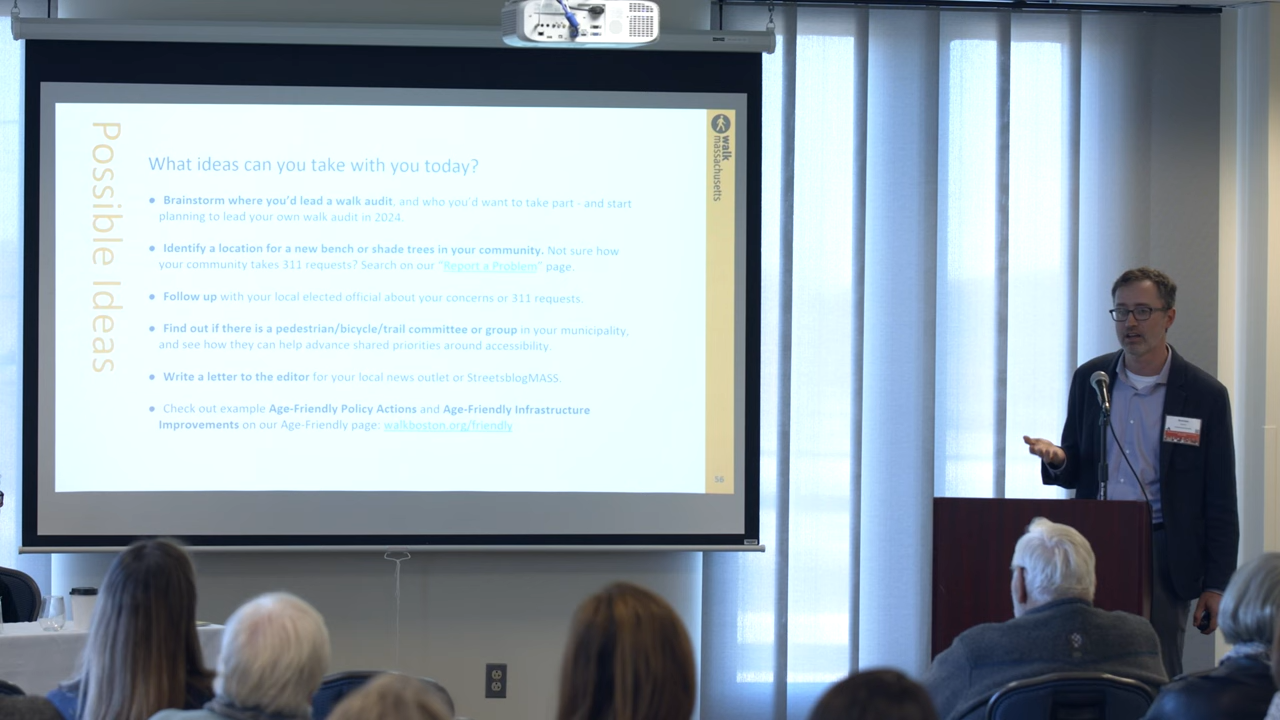 Possible Ideas
What ideas can you take with you today?
● Brainstorm where you'd lead a walk audit, and who you'd want to take part - and start
planning to lead your own walk audit in 2024.
● Identify a location for a new bench or shade trees in your community. Not sure how
your community takes 311 requests? Search on our "Report a Problem" page.
● Follow up with your local elected official about your concerns or 311 requests.
● Find out if there is a pedestrian/bicycle/trail committee or group in your municipality,
and see how they can help advance shared priorities around accessibility.
● Write a letter to the editor for your local news outlet or StreetsblogMASS.
● Check out example Age-Friendly Policy Actions and Age-Friendly Infrastructure
Improvements on our Age-Friendly page: walkboston.org/friendly
walk
massachusetts
56